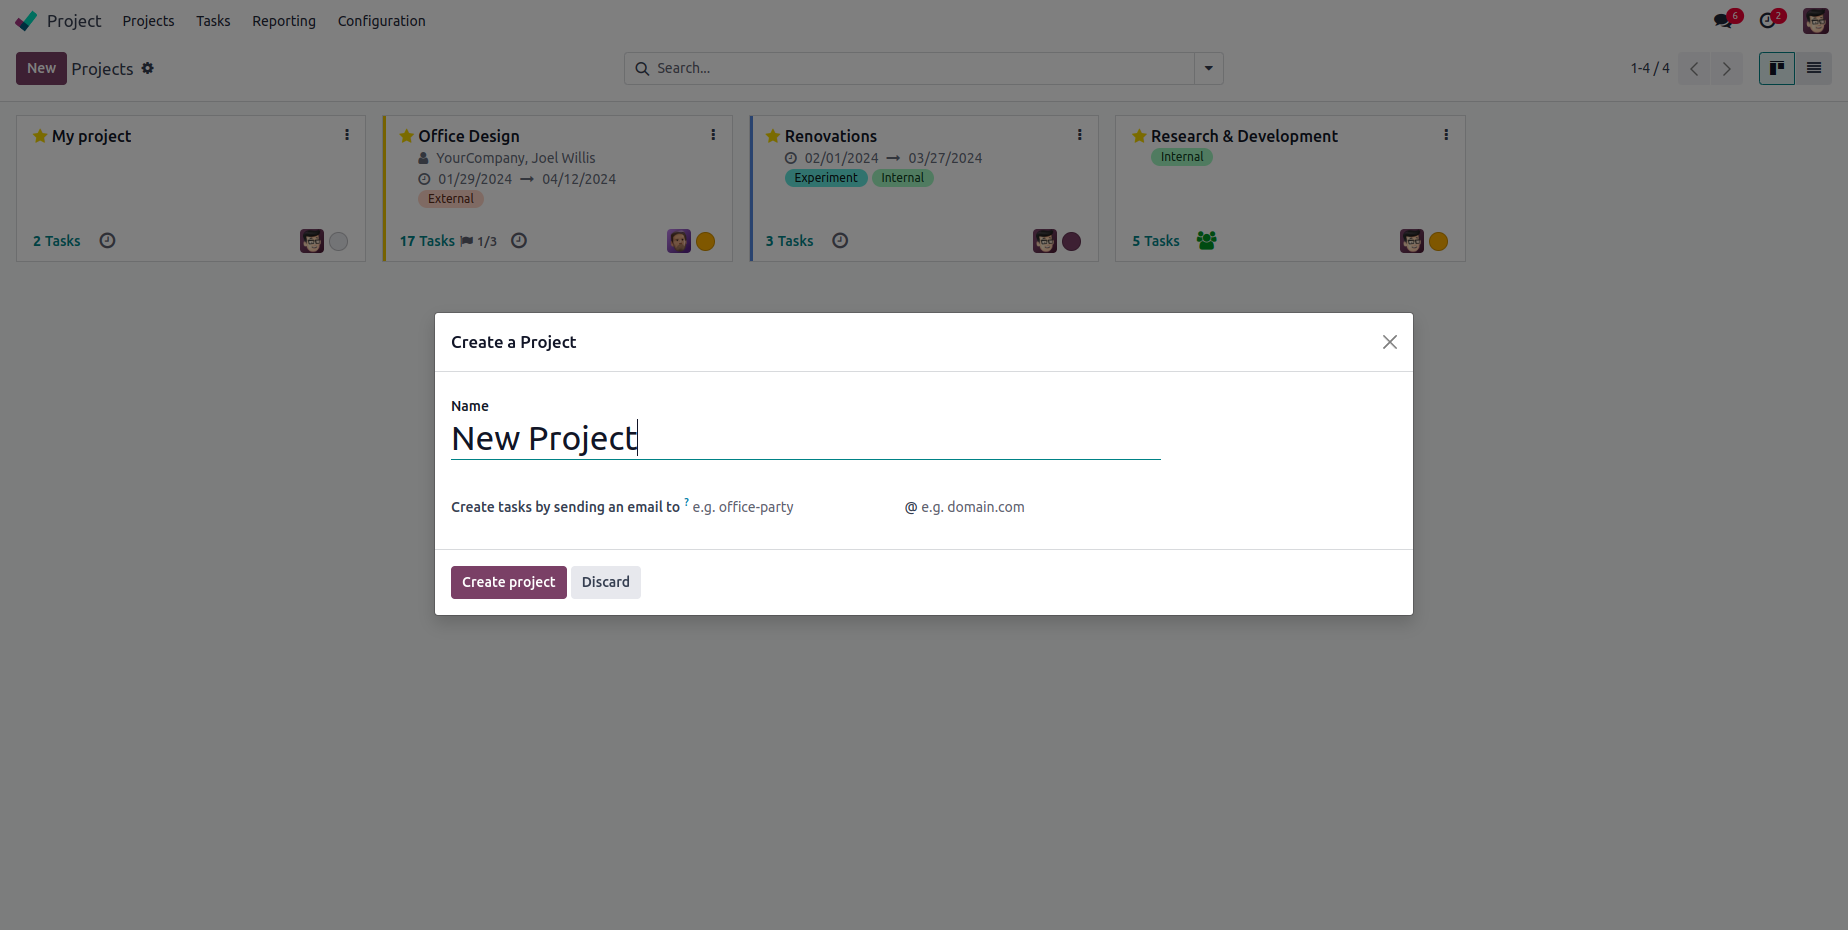 Project Projects Tasks Reporting Configuration 6 2
New Projects Search... 1-4 / 4
My project
2 Tasks
Office Design
YourCompany, Joel Willis
01/29/2024 → 04/12/2024
External
17 Tasks 1/3
Renovations
02/01/2024 → 03/27/2024
Experiment Internal
3 Tasks
Research & Development
Internal
5 Tasks
Create a Project
Name
New Project
Create tasks by sending an email to ? e.g. office-party @ e.g. domain.com
Create project Discard